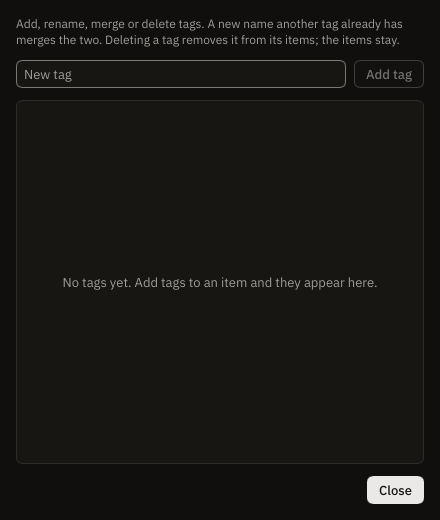 Add, rename, merge or delete tags. A new name another tag already has
merges the two. Deleting a tag removes it from its items; the items stay.
New tag
Add tag
No tags yet. Add tags to an item and they appear here.
Close